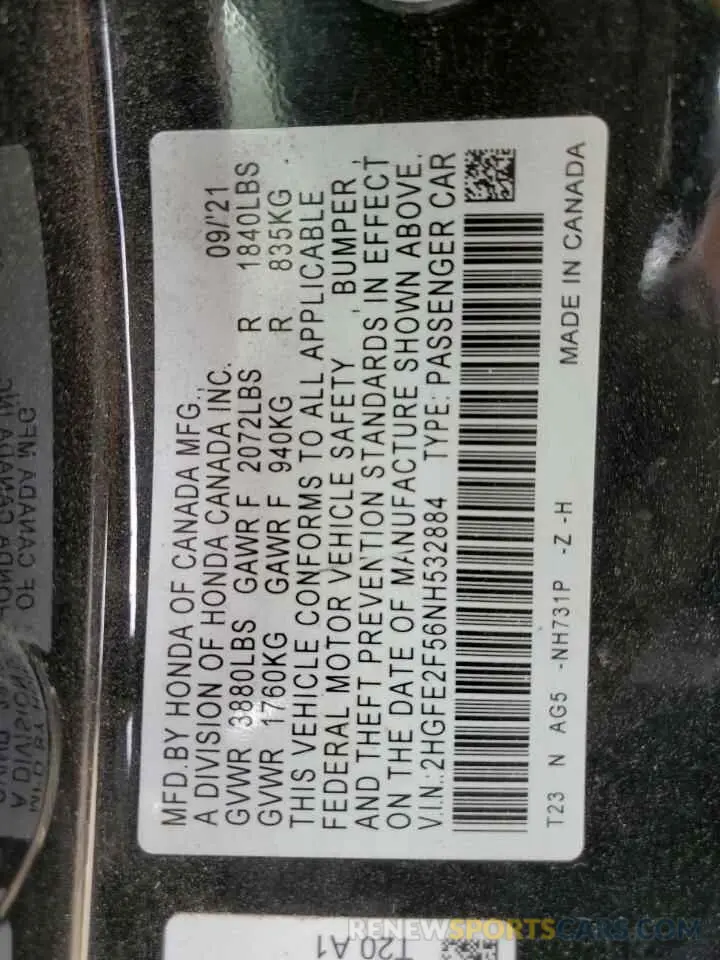 MFD.BY HONDA OF CANADA MFG.,
A DIVISION OF HONDA CANADA INC. 09/'21
GVWR 3880LBS GAWR F 2072LBS R 1840LBS
GVWR 1760KG GAWR F 940KG R 835KG
THIS VEHICLE CONFORMS TO ALL APPLICABLE
FEDERAL MOTOR VEHICLE SAFETY , BUMPER ,
AND THEFT PREVENTION STANDARDS IN EFFECT
ON THE DATE OF MANUFACTURE SHOWN ABOVE.
V.I.N.:2HGFE2F56NH532884 TYPE: PASSENGER CAR
T23 N AG5 -NH731P -Z -H MADE IN CANADA
T20 A1
RENEWSPORTSCARS.COM